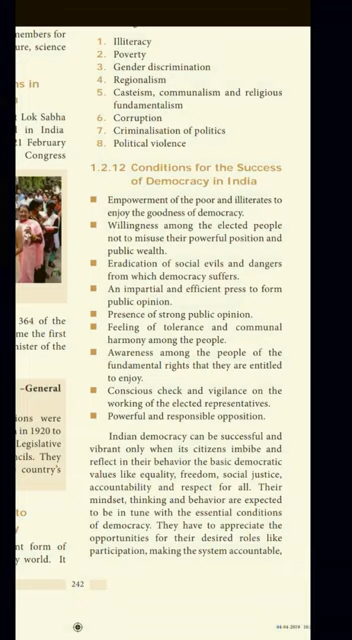 members for
science
ns in
Lok Sabha
in India
21 February
Congress
364 of the
me the first
nister of the
–General
ions were
in 1920 to
Legislative
ncils. They
country's
to
nt form of
y world. It
1. Illiteracy
2. Poverty
3. Gender discrimination
4. Regionalism
5. Casteism, communalism and religious
fundamentalism
6. Corruption
7. Criminalisation of politics
8. Political violence
1.2.12 Conditions for the Success
of Democracy in India
■ Empowerment of the poor and illiterates to
enjoy the goodness of democracy.
■ Willingness among the elected people
not to misuse their powerful position and
public wealth.
■ Eradication of social evils and dangers
from which democracy suffers.
■ An impartial and efficient press to form
public opinion.
■ Presence of strong public opinion.
■ Feeling of tolerance and communal
harmony among the people.
■ Awareness among the people of the
fundamental rights that they are entitled
to enjoy.
■ Conscious check and vigilance on the
working of the elected representatives.
■ Powerful and responsible opposition.
Indian democracy can be successful and
vibrant only when its citizens imbibe and
reflect in their behavior the basic democratic
values like equality, freedom, social justice,
accountability and respect for all. Their
mindset, thinking and behavior are expected
to be in tune with the essential conditions
of democracy. They have to appreciate the
opportunities for their desired roles like
participation, making the system accountable,
242
04-04-2019